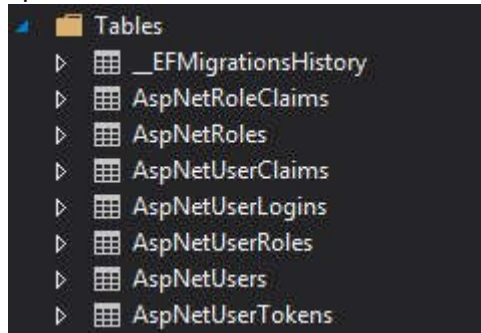 Tables
__EFMigrationsHistory
AspNetRoleClaims
AspNetRoles
AspNetUserClaims
AspNetUserLogins
AspNetUserRoles
AspNetUsers
AspNetUserTokens